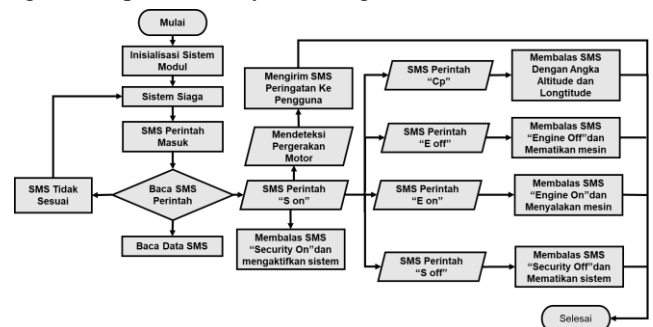 Mulai
Inisialisasi Sistem
Modul
Sistem Siaga
SMS Perintah
Masuk
SMS Tidak
Sesuai
Baca SMS
Perintah
Baca Data SMS
Mengirim SMS
Peringatan Ke
Pengguna
Mendeteksi
Pergerakan
Motor
SMS Perintah
“S on”
Membalas SMS
“Security On”dan
mengaktifkan sistem
SMS Perintah
“Cp”
Membalas SMS
Dengan Angka
Altitude dan
Longtitude
SMS Perintah
“E off”
Membalas SMS
“Engine Off”dan
Mematikan mesin
SMS Perintah
“E on”
Membalas SMS
“Engine On”dan
Menyalakan mesin
SMS Perintah
“S off”
Membalas SMS
“Security Off”dan
Mematikan sistem
Selesai